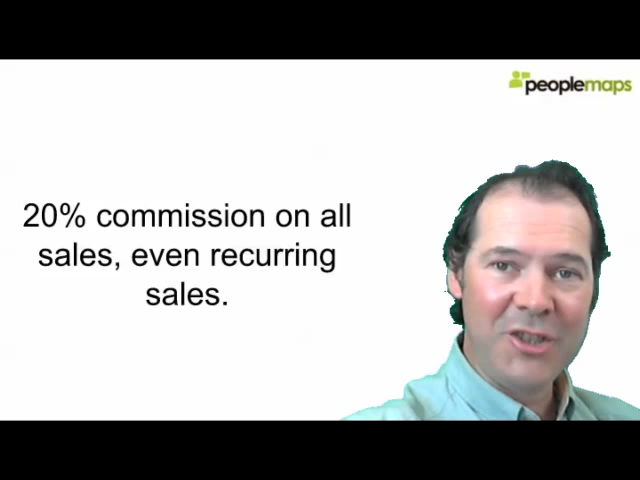 peoplemaps
20% commission on all
sales, even recurring
sales.